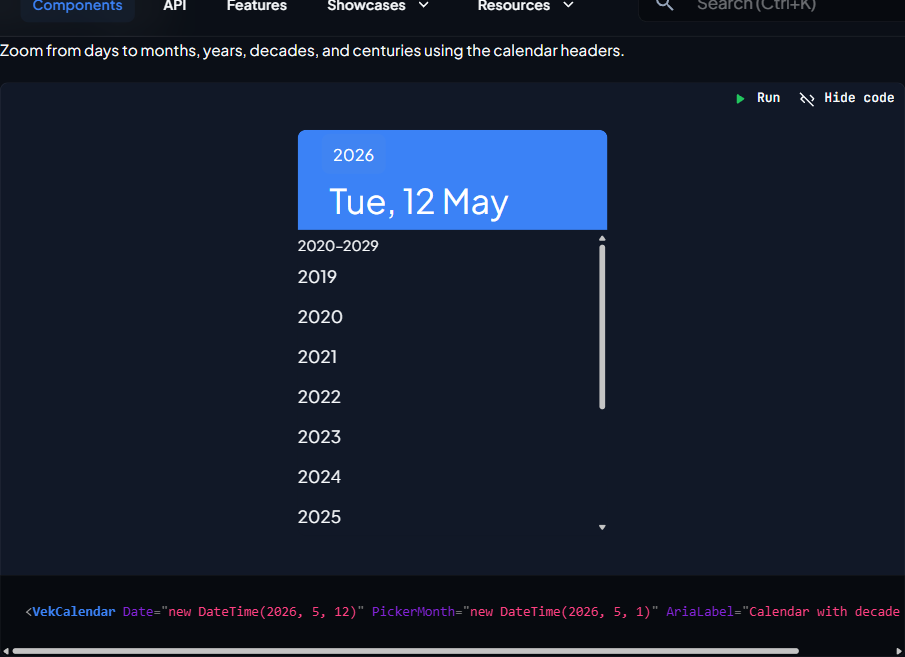 Components API Features Showcases Resources Search (Ctrl+K)
Zoom from days to months, years, decades, and centuries using the calendar headers.
Run Hide code
2026
Tue, 12 May
2020–2029
2019
2020
2021
2022
2023
2024
2025
<VekCalendar Date="new DateTime(2026, 5, 12)" PickerMonth="new DateTime(2026, 5, 1)" AriaLabel="Calendar with decade